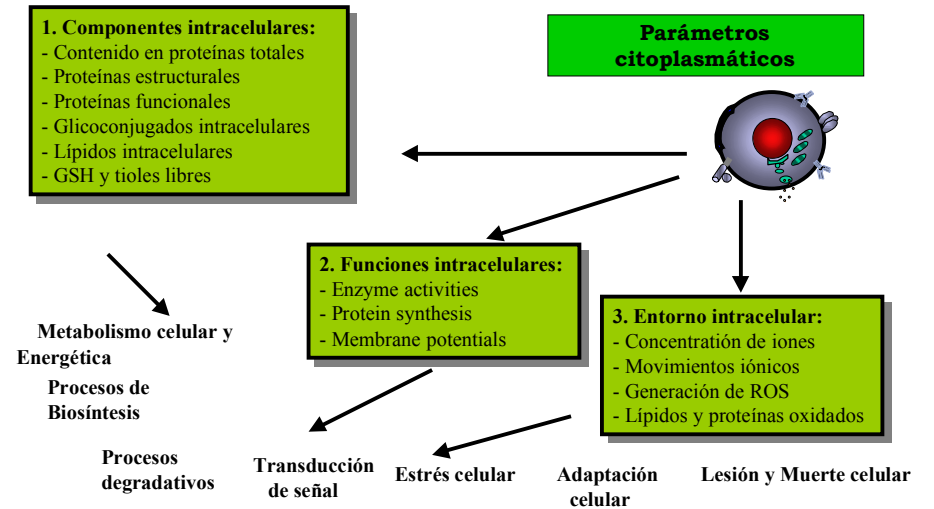 Parámetros
citoplasmáticos
1. Componentes intracelulares:
- Contenido en proteínas totales
- Proteínas estructurales
- Proteínas funcionales
- Glicoconjugados intracelulares
- Lípidos intracelulares
- GSH y tioles libres
2. Funciones intracelulares:
- Enzyme activities
- Protein synthesis
- Membrane potentials
3. Entorno intracelular:
- Concentratión de iones
- Movimientos iónicos
- Generación de ROS
- Lípidos y proteínas oxidados
Metabolismo celular y
Energética
Procesos de
Biosíntesis
Procesos
degradativos
Transducción
de señal
Estrés celular
Adaptación
celular
Lesión y Muerte celular